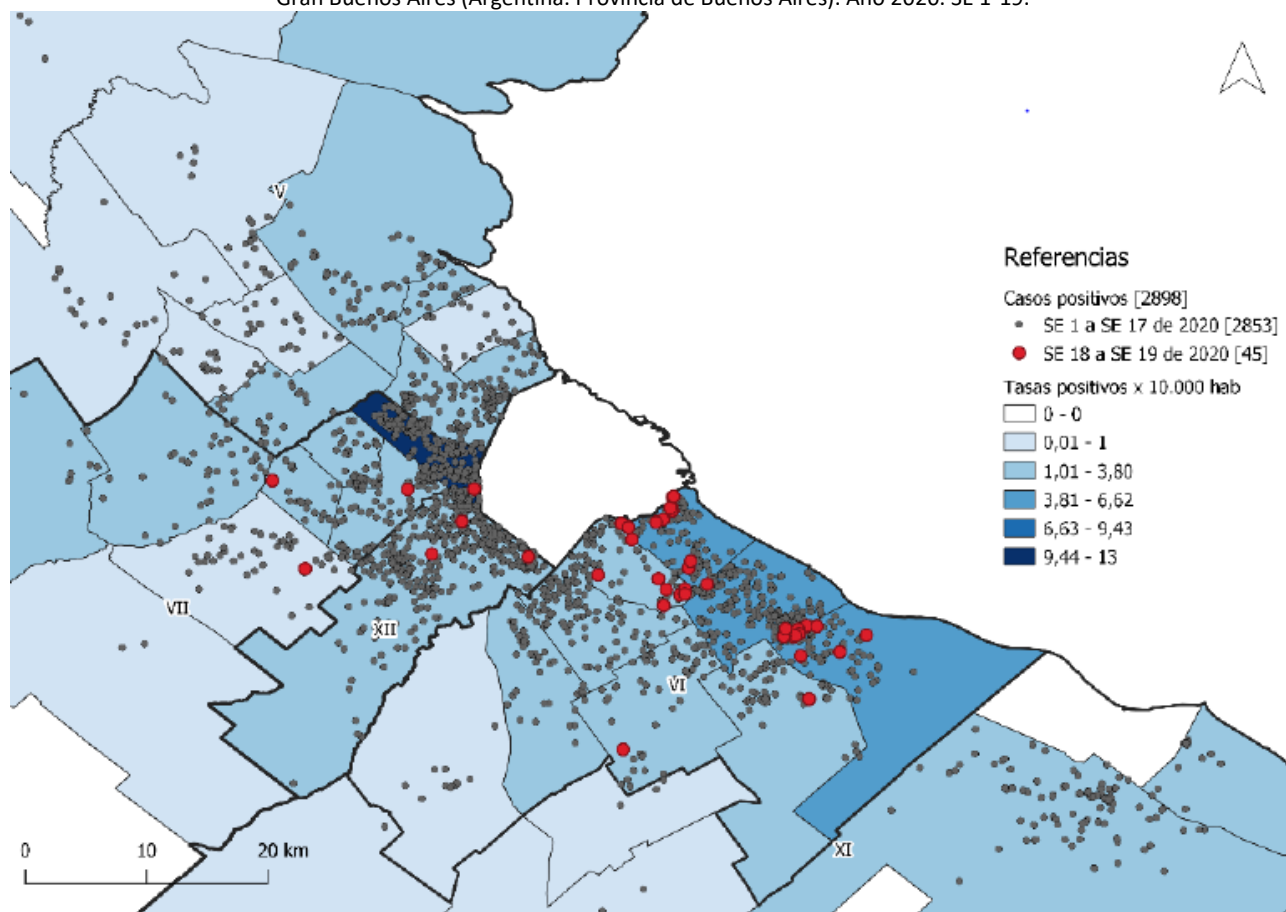 Gran Buenos Aires (Argentina. Provincia de Buenos Aires). Año 2020. SE 1-19.
V
Referencias
Casos positivos [2898]
SE 1 a SE 17 de 2020 [2853]
SE 18 a SE 19 de 2020 [45]
Tasas positivos x 10.000 hab
0 - 0
0,01 - 1
1,01 - 3,80
3,81 - 6,62
6,63 - 9,43
9,44 - 13
VII
XII
VI
XI
0 10 20 km